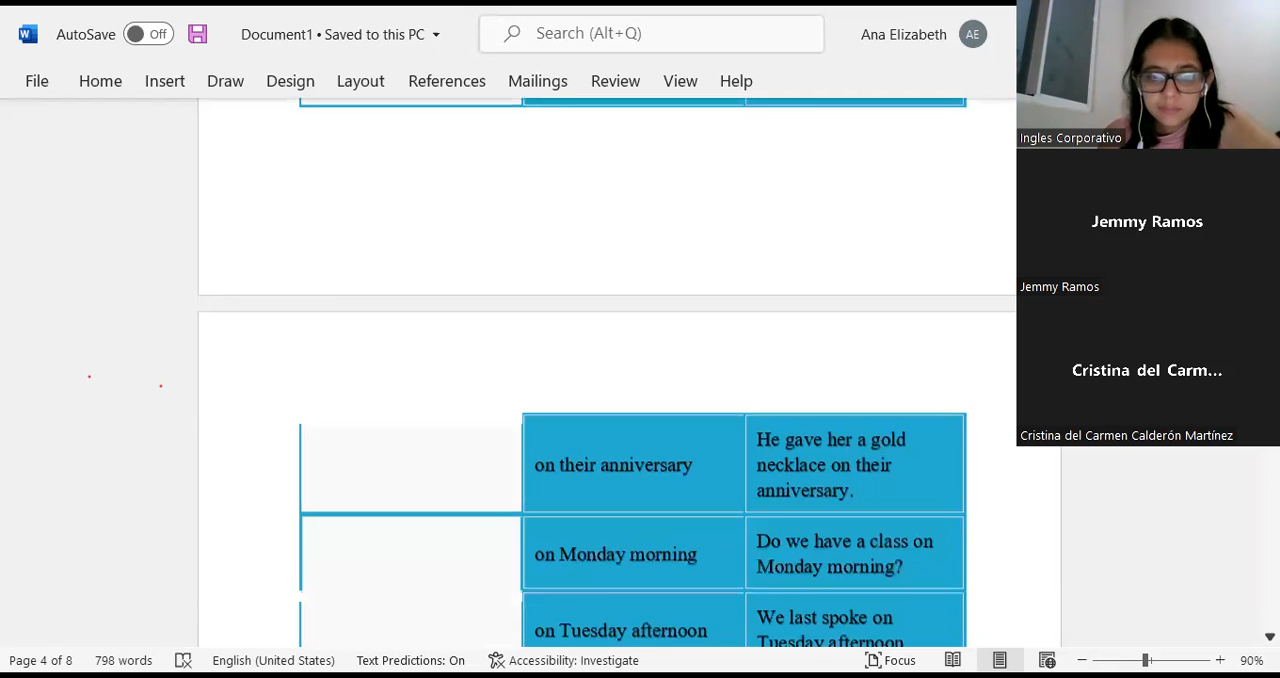 AutoSave Off Document1 • Saved to this PC Search (Alt+Q) Ana Elizabeth AE
File Home Insert Draw Design Layout References Mailings Review View Help
Ingles Corporativo
Jemmy Ramos
Jemmy Ramos
Cristina del Carm...
Cristina del Carmen Calderón Martínez
on their anniversary
He gave her a gold
necklace on their
anniversary.
on Monday morning
Do we have a class on
Monday morning?
on Tuesday afternoon
We last spoke on
Tuesday afternoon
Page 4 of 8 798 words English (United States) Text Predictions: On Accessibility: Investigate Focus 90%